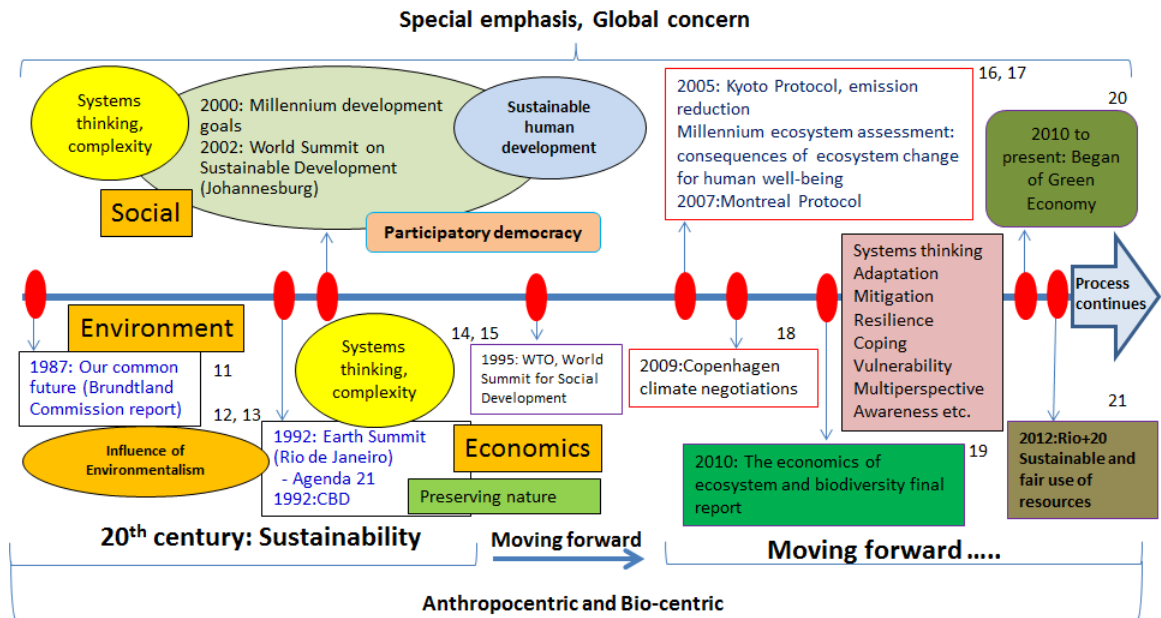 Special emphasis, Global concern
Systems
thinking,
complexity
2000: Millennium development
goals
2002: World Summit on
Sustainable Development
(Johannesburg)
Sustainable
human
development
Social
Participatory democracy
16, 17
2005: Kyoto Protocol, emission
reduction
Millennium ecosystem assessment:
consequences of ecosystem change
for human well-being
2007:Montreal Protocol
20
2010 to
present: Began
of Green
Economy
Systems thinking
Adaptation
Mitigation
Resilience
Coping
Vulnerability
Multiperspective
Awareness etc.
Process
continues
Environment
1987: Our common
future (Brundtland
Commission report)
11
12, 13
Influence of
Environmentalism
Systems
thinking,
complexity
14, 15
1992: Earth Summit
(Rio de Janeiro)
- Agenda 21
1992:CBD
Economics
Preserving nature
1995: WTO, World
Summit for Social
Development
18
2009:Copenhagen
climate negotiations
19
2010: The economics of
ecosystem and biodiversity final
report
21
2012:Rio+20
Sustainable and
fair use of
resources
20th century: Sustainability
Moving forward
Moving forward .....
Anthropocentric and Bio-centric